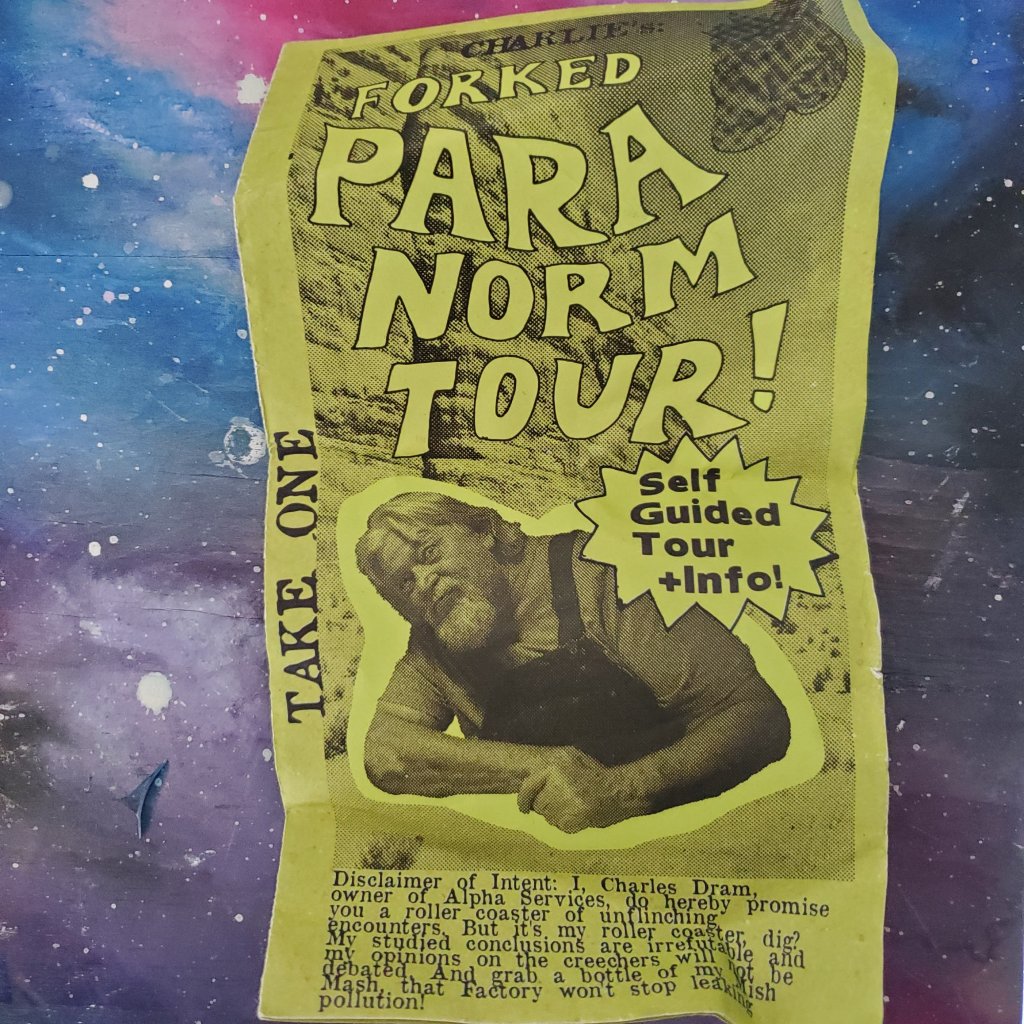 CHARLIE's:
FORKED
PARA
NORM
TOUR!
TAKE ONE
Self
Guided
Tour
+Info!
Disclaimer of Intent: I, Charles Dram,
owner of Alpha Services, do hereby promise
you a roller coaster of unflinching
encounters. But it's my roller coaster, dig?
My studied conclusions are irrefutable and
my opinions on the creechers will not be
debated. And grab a bottle of my Mish
Mash, that Factory won't stop leaking
pollution!